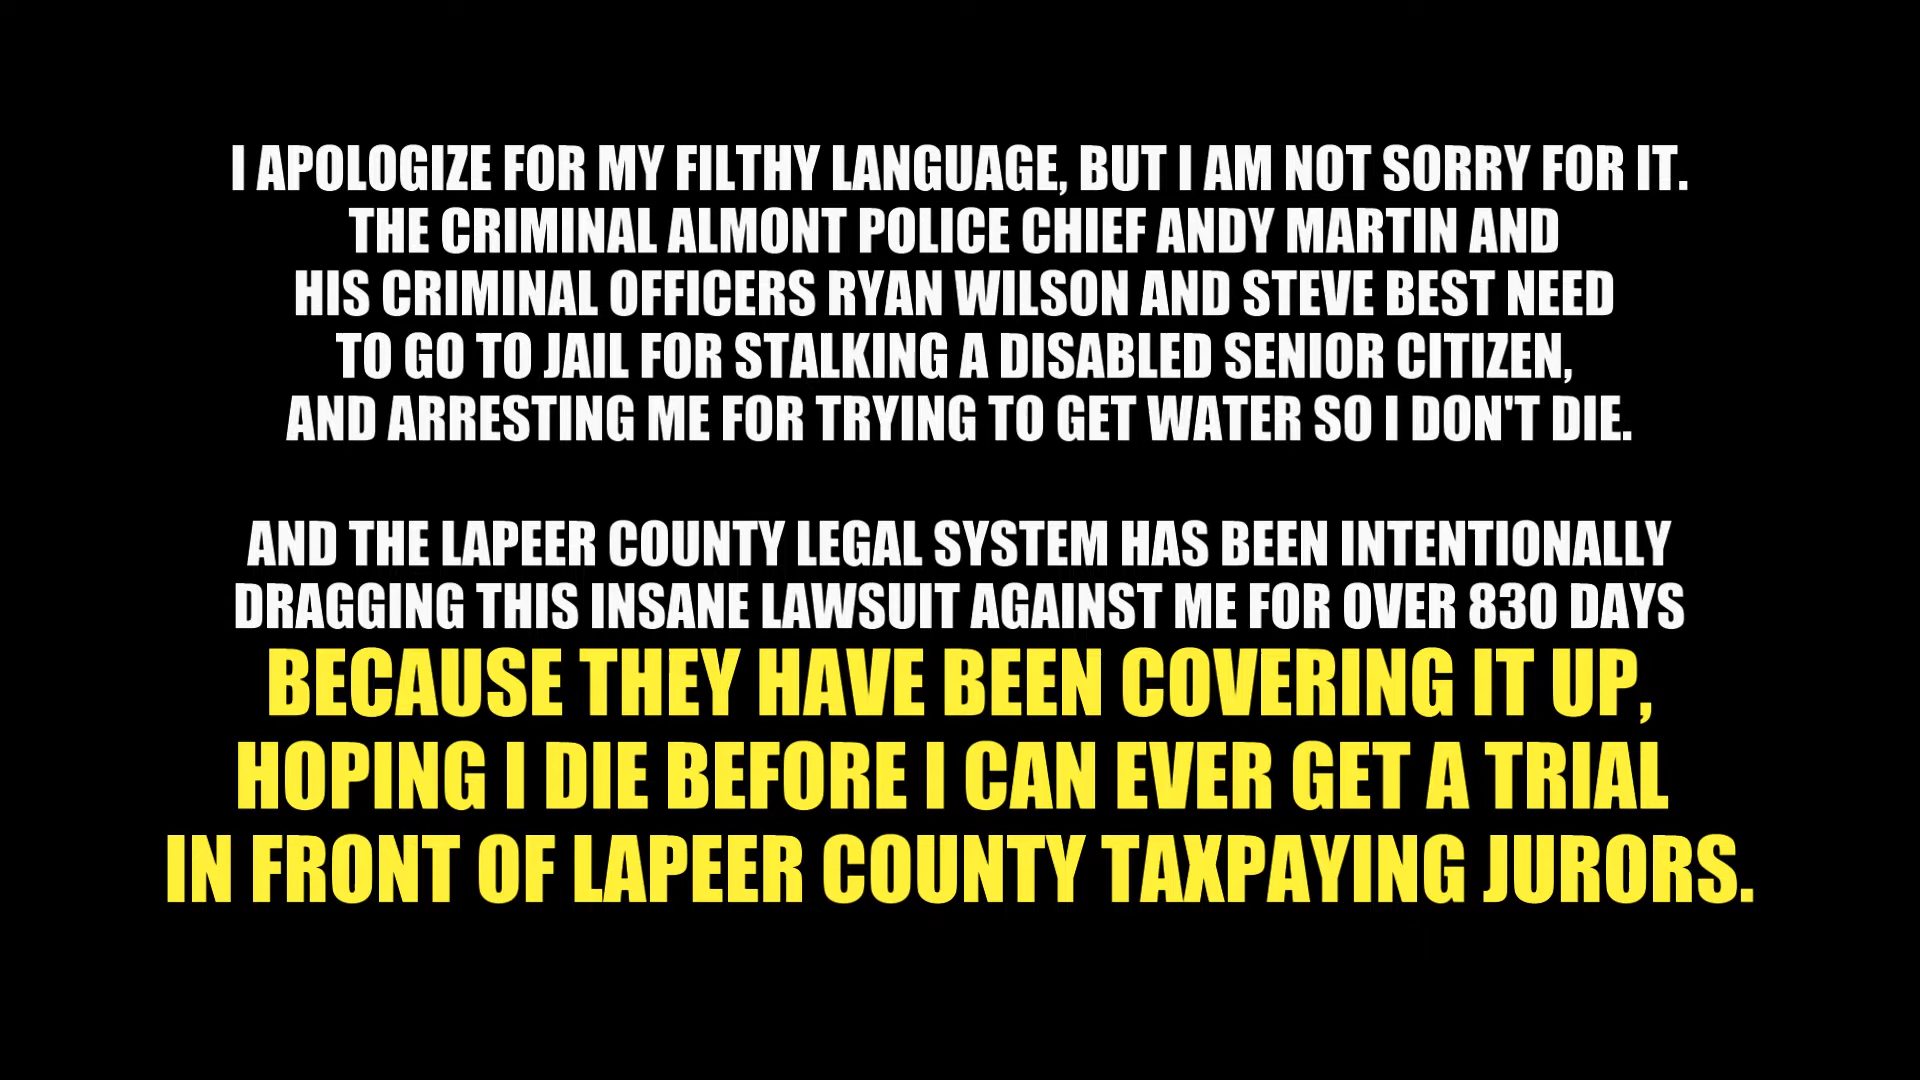 I APOLOGIZE FOR MY FILTHY LANGUAGE, BUT I AM NOT SORRY FOR IT.
THE CRIMINAL ALMONT POLICE CHIEF ANDY MARTIN AND
HIS CRIMINAL OFFICERS RYAN WILSON AND STEVE BEST NEED
TO GO TO JAIL FOR STALKING A DISABLED SENIOR CITIZEN,
AND ARRESTING ME FOR TRYING TO GET WATER SO I DON'T DIE.
AND THE LAPEER COUNTY LEGAL SYSTEM HAS BEEN INTENTIONALLY
DRAGGING THIS INSANE LAWSUIT AGAINST ME FOR OVER 830 DAYS
BECAUSE THEY HAVE BEEN COVERING IT UP,
HOPING I DIE BEFORE I CAN EVER GET A TRIAL
IN FRONT OF LAPEER COUNTY TAXPAYING JURORS.